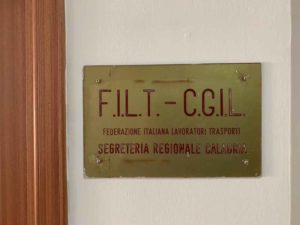 F.I.L.T. - C.G.I.L.
FEDERAZIONE ITALIANA LAVORATORI TRASPORTI
SEGRETERIA REGIONALE CALABRIA